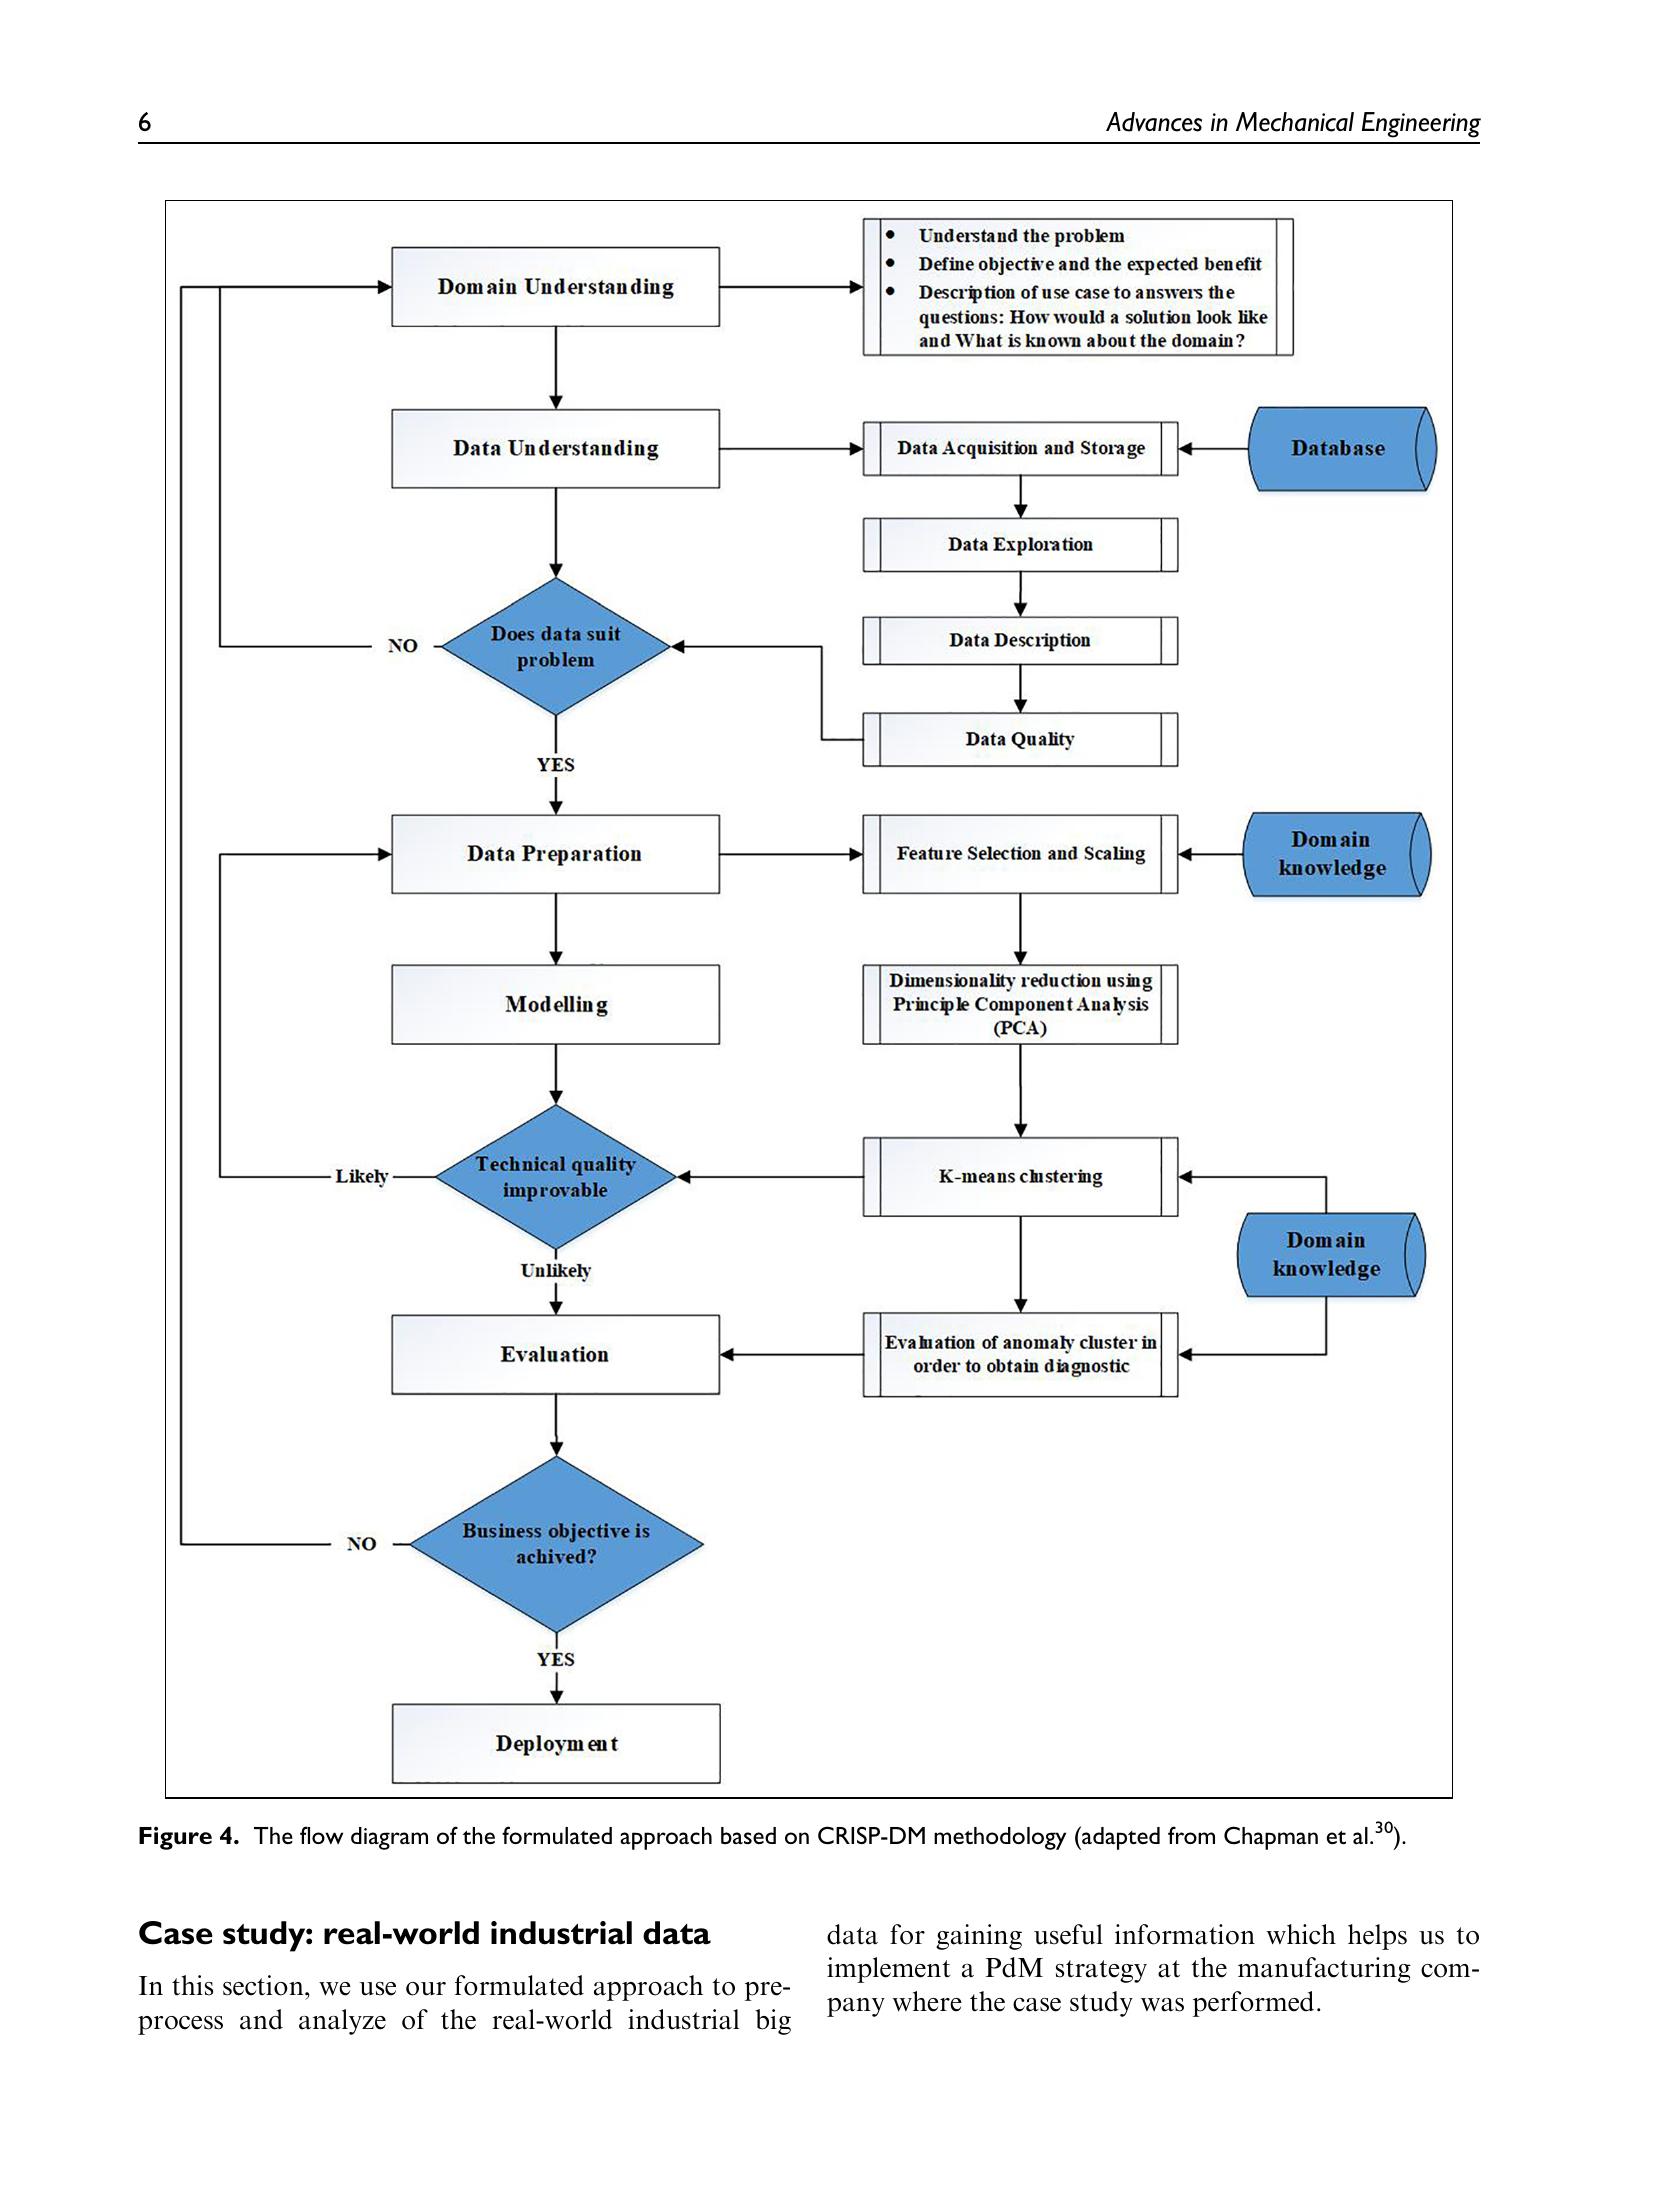 6
Advances in Mechanical Engineering
Domain Understanding
• Understand the problem
• Define objective and the expected benefit
• Description of use case to answers the
questions: How would a solution look like
and What is known about the domain?
Data Understanding
Data Acquisition and Storage
Database
Data Exploration
Does data suit
problem
NO
Data Description
Data Quality
YES
Data Preparation
Feature Selection and Scaling
Domain
knowledge
Modelling
Dimensionality reduction using
Principle Component Analysis
(PCA)
Technical quality
improvable
Likely
K-means clustering
Domain
knowledge
Unlikely
Evaluation
Evaluation of anomaly cluster in
order to obtain diagnostic
Business objective is
achived?
NO
YES
Deployment
Figure 4. The flow diagram of the formulated approach based on CRISP-DM methodology (adapted from Chapman et al.30).
Case study: real-world industrial data
In this section, we use our formulated approach to pre-
process and analyze of the real-world industrial big
data for gaining useful information which helps us to
implement a PdM strategy at the manufacturing com-
pany where the case study was performed.